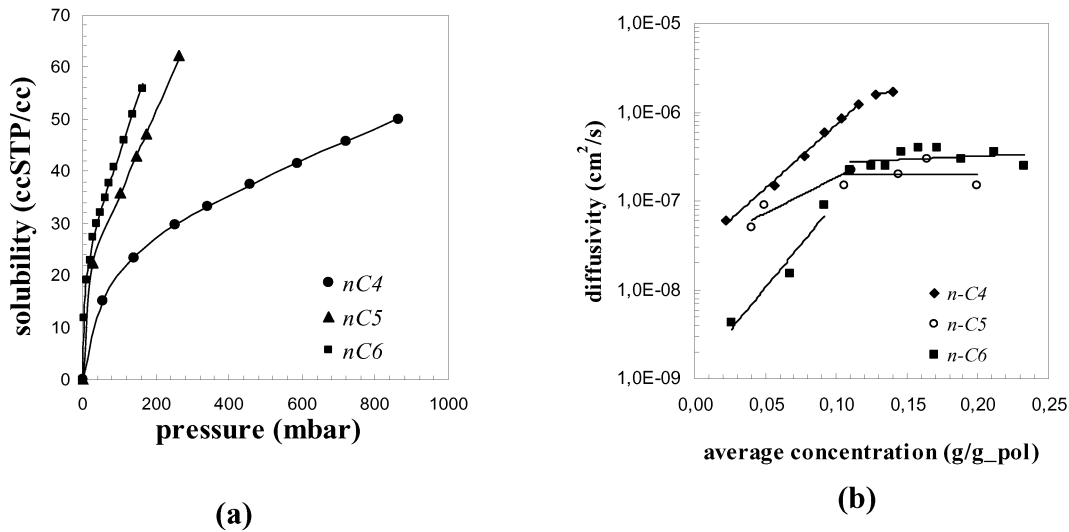 70
60
50
40
30
20
10
0
solubility (ccSTP/cc)
nC4
nC5
nC6
0 200 400 600 800 1000
pressure (mbar)
(a)
1,0E-05
1,0E-06
1,0E-07
1,0E-08
1,0E-09
diffusivity (cm²/s)
n-C4
n-C5
n-C6
0,00 0,05 0,10 0,15 0,20 0,25
average concentration (g/g_pol)
(b)